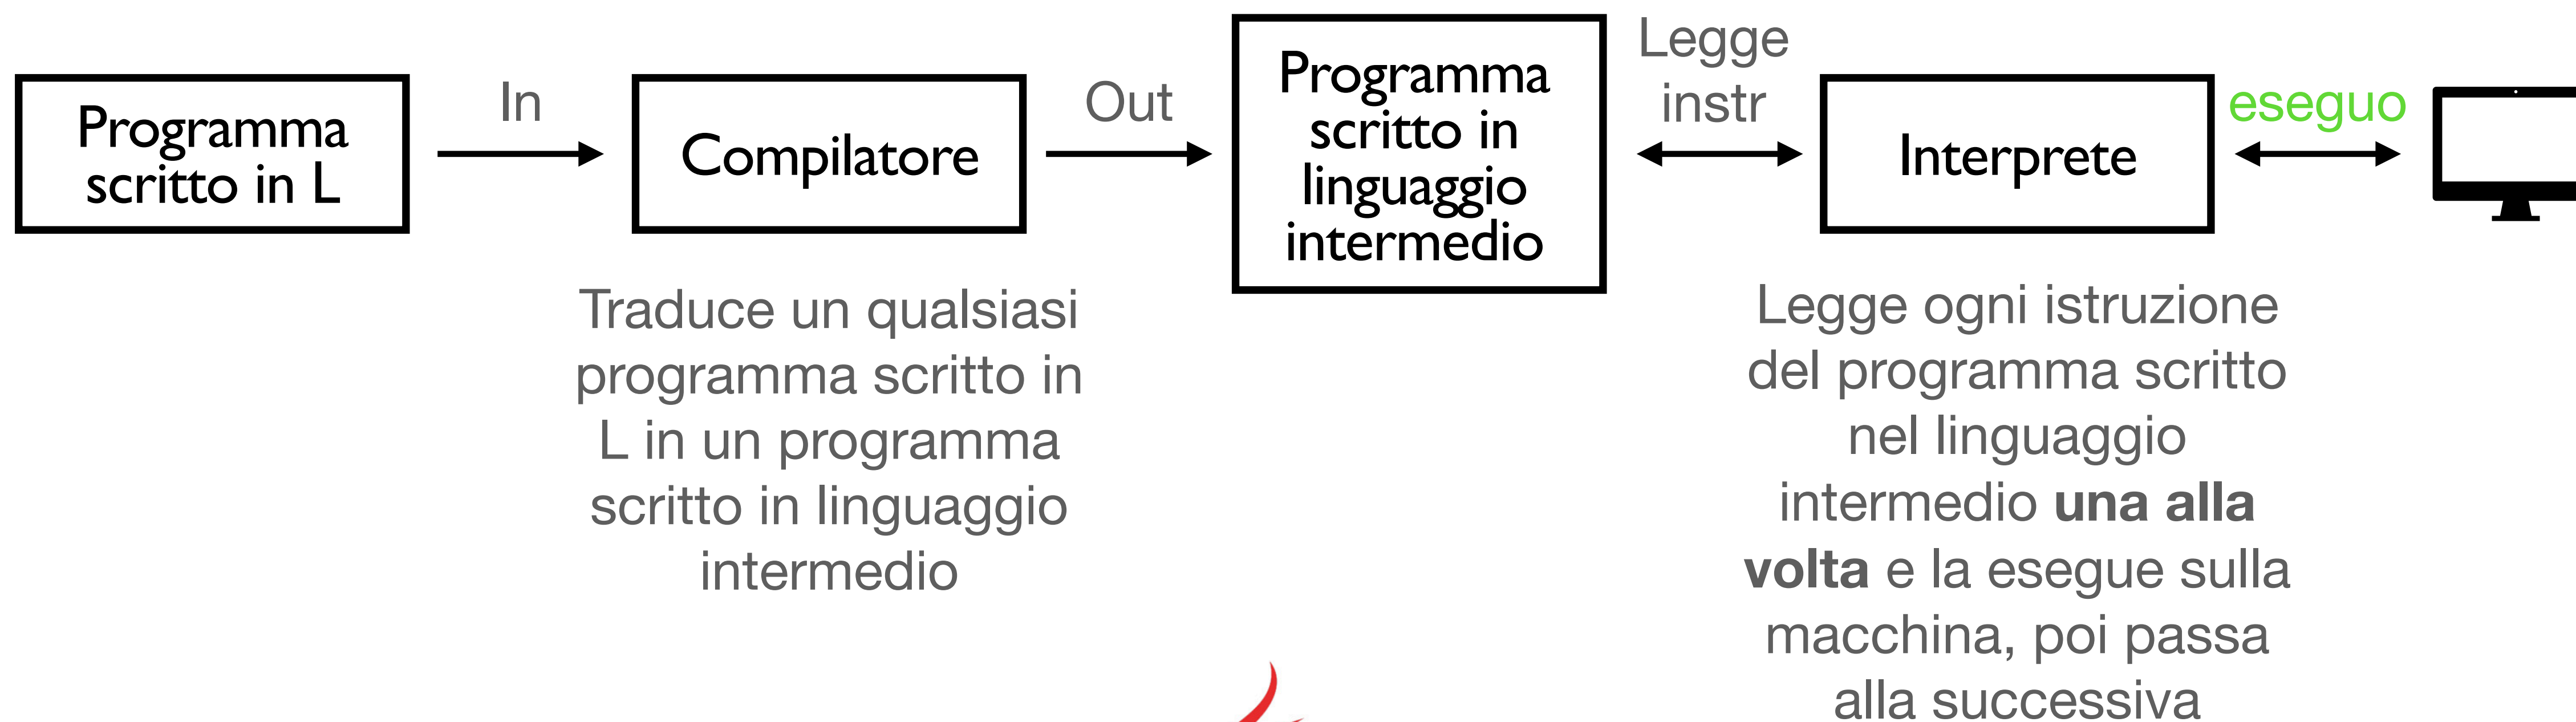 Programma
scritto in L
In
Compilatore
Out
Programma
scritto in
linguaggio
intermedio
Legge
instr
Interprete
eseguo
Traduce un qualsiasi
programma scritto in
L in un programma
scritto in linguaggio
intermedio
Legge ogni istruzione
del programma scritto
nel linguaggio
intermedio una alla
volta e la esegue sulla
macchina, poi passa
alla successiva